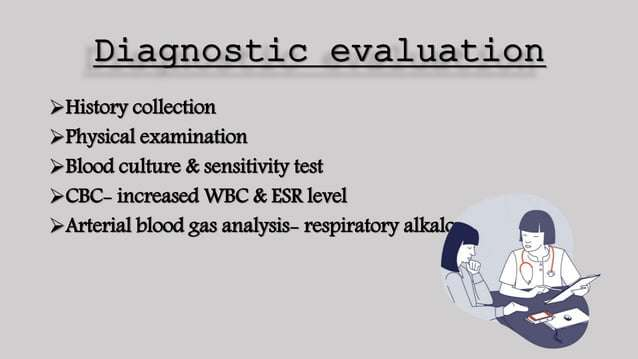 Diagnostic evaluation
➢History collection
➢Physical examination
➢Blood culture & sensitivity test
➢CBC- increased WBC & ESR level
➢Arterial blood gas analysis- respiratory